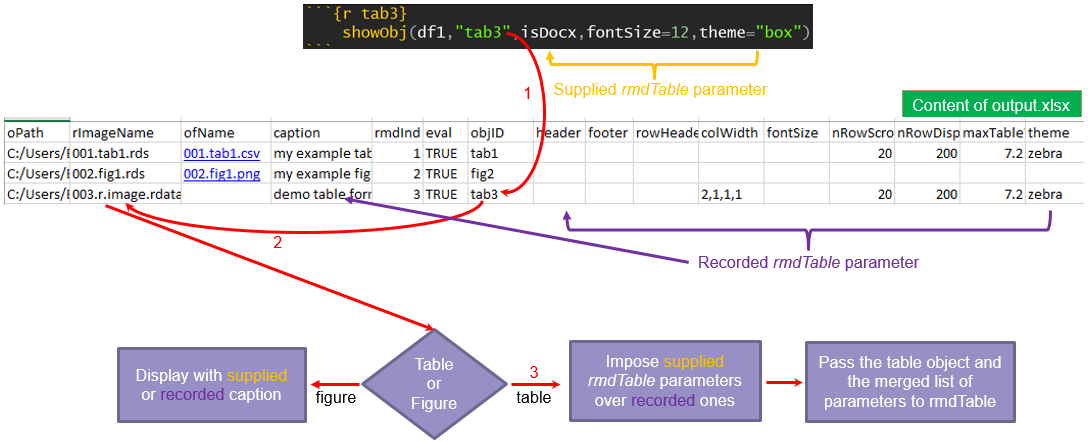 ```{r tab3}
showObj(df1,"tab3",isDocx,fontSize=12,theme="box")
```
1
Supplied rmdTable parameter
Content of output.xlsx
oPath rImageName ofName caption rmdInd eval objID header footer rowHeade colWidth fontSize nRowScro nRowDisp maxTable theme
C:/Users/E 001.tab1.rds 001.tab1.csv my example tab 1 TRUE tab1 20 200 7.2 zebra
C:/Users/E 002.fig1.rds 002.fig1.png my example fig 2 TRUE fig2
C:/Users/E 003.r.image.rdata demo table form 3 TRUE tab3 2,1,1,1 20 200 7.2 zebra
2
Recorded rmdTable parameter
Display with supplied
or recorded caption
figure
Table
or
Figure
3
table
Impose supplied
rmdTable parameters
over recorded ones
Pass the table object and
the merged list of
parameters to rmdTable